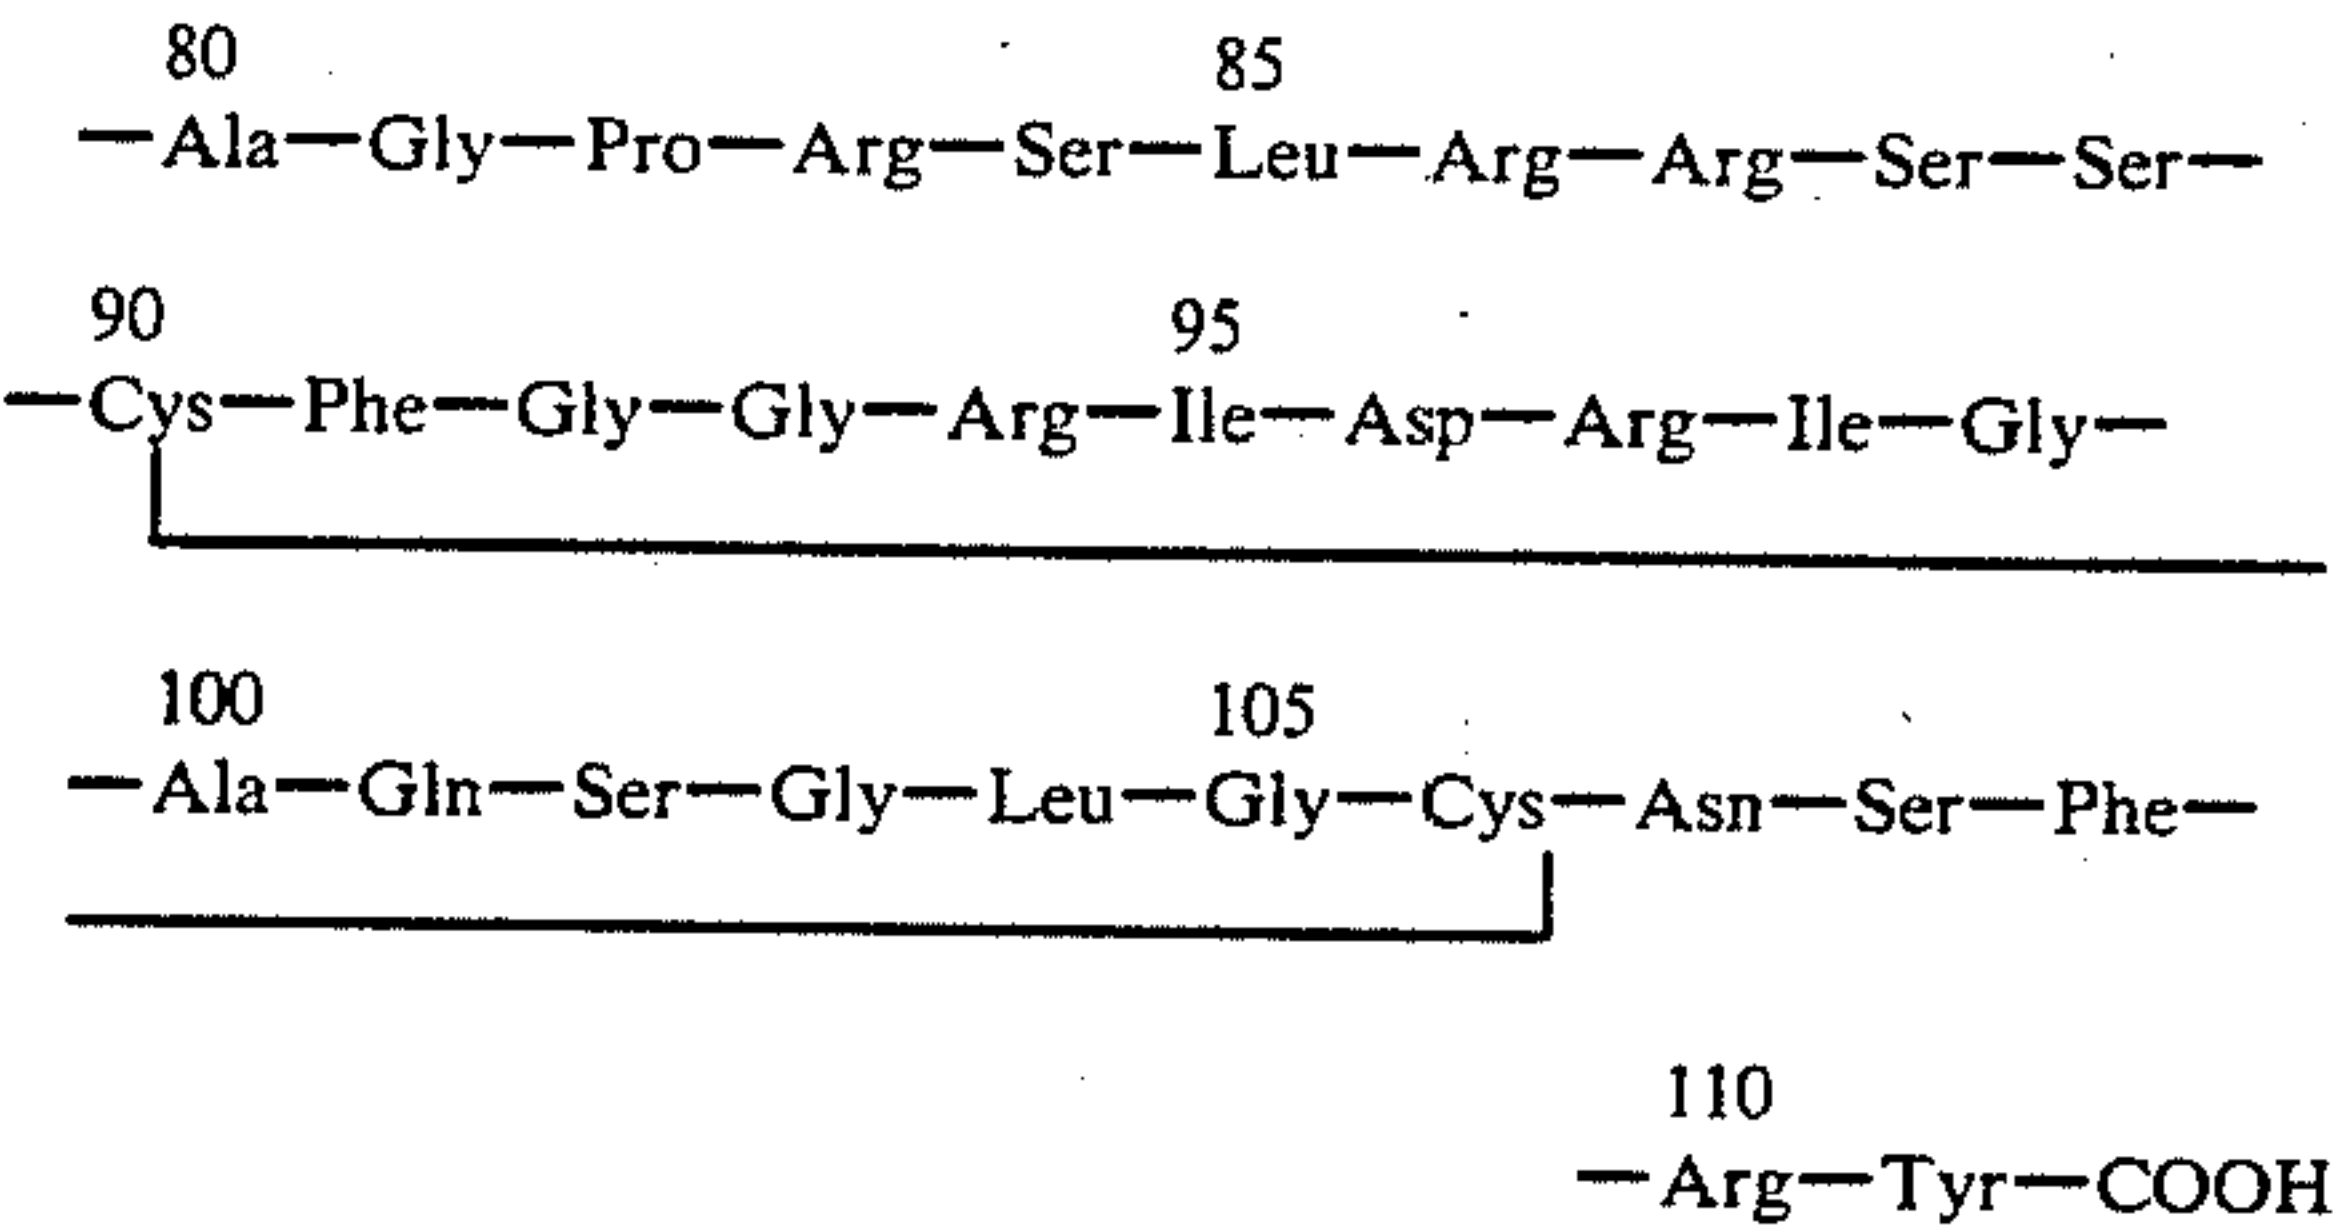 80 85
—Ala—Gly—Pro—Arg—Ser—Leu—Arg—Arg—Ser—Ser—
90 95
—Cys—Phe—Gly—Gly—Arg—Ile—Asp—Arg—Ile—Gly—
100 105
—Ala—Gln—Ser—Gly—Leu—Gly—Cys—Asn—Ser—Phe—
110
—Arg—Tyr—COOH